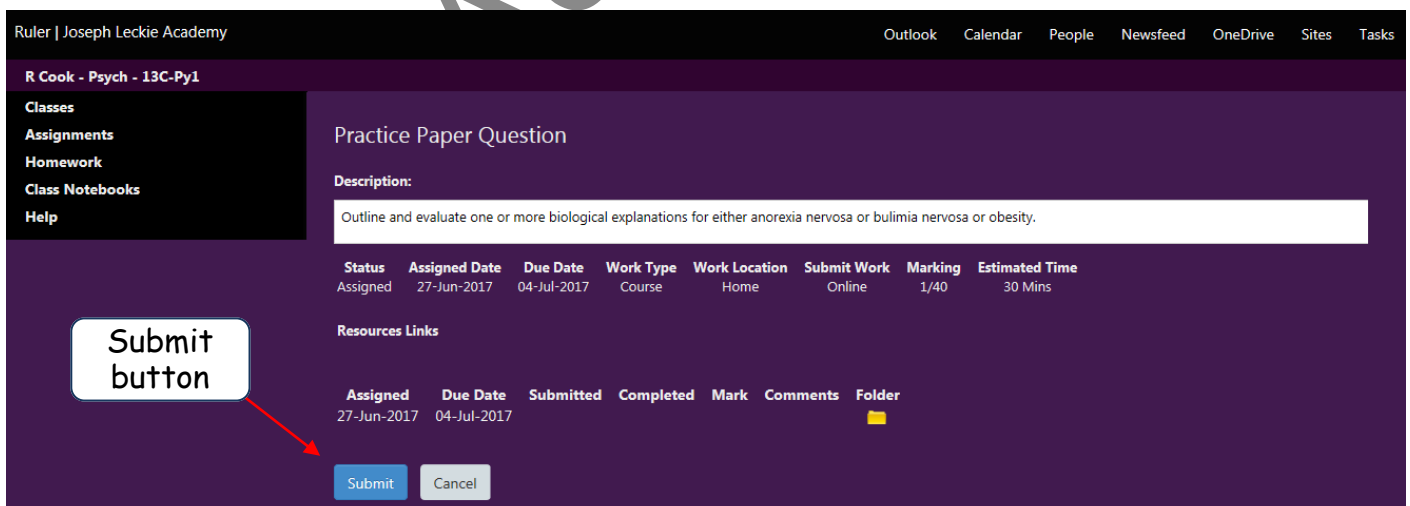 Ruler | Joseph Leckie Academy
Outlook Calendar People Newsfeed OneDrive Sites Tasks
R Cook - Psych - 13C-Py1
Classes
Assignments
Homework
Class Notebooks
Help
Practice Paper Question
Description:
Outline and evaluate one or more biological explanations for either anorexia nervosa or bulimia nervosa or obesity.
Status Assigned Date Due Date Work Type Work Location Submit Work Marking Estimated Time
Assigned 27-Jun-2017 04-Jul-2017 Course Home Online 1/40 30 Mins
Resources Links
Submit
button
Assigned Due Date Submitted Completed Mark Comments Folder
27-Jun-2017 04-Jul-2017
Submit Cancel